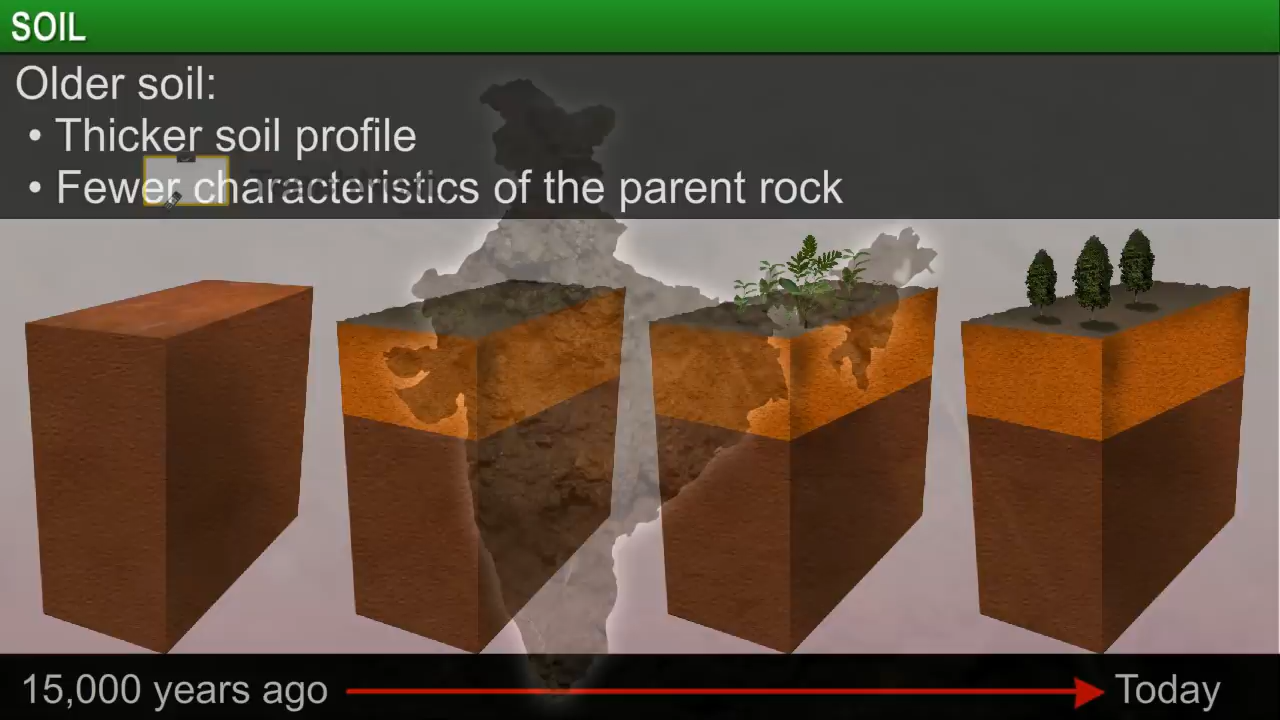 SOIL
Older soil:
• Thicker soil profile
• Fewer characteristics of the parent rock
15,000 years ago
Today